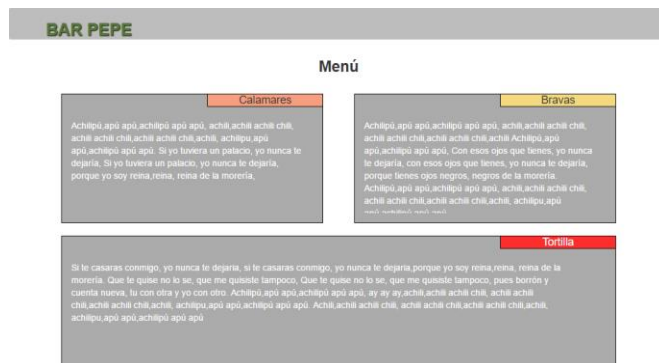 BAR PEPE
Menú
Calamares
Achilipú,apú apú,achilipú apú apú, achili,achili achili chili,
achili achili chili,achili achili chili,achili, achilipu,apú
apú,achilipú apú apú. Si yo tuviera un palacio, yo nunca te
dejaría, Si yo tuviera un palacio, yo nunca te dejaría,
porque yo soy reina,reina, reina de la morería,
Bravas
Achilipú,apú apú,achilipú apú apú, achili,achili achili chili,
achili achili chili,achili achili chili,achili Achilipú,apú
apú,achilipú apú apú, Con esos ojos que tienes, yo nunca
te dejaría, con esos ojos que tienes, yo nunca te dejaría,
porque tienes ojos negros, negros de la morería.
Achilipú,apú apú,achilipú apú apú, achili,achili achili chili,
achili achili chili,achili achili chili,achili, achilipu,apú
apú,achilipú apú apú
Tortilla
Si te casaras conmigo, yo nunca te dejaria, si te casaras conmigo, yo nunca te dejaria,porque yo soy reina,reina, reina de la
morería. Que te quise no lo se, que me quisiste tampoco, Que te quise no lo se, que me quisiste tampoco, pues borrón y
cuenta nueva, tu con otra y yo con otro. Achilipú,apú apú,achilipú apú apú, ay ay ay,achili,achili achili chili, achili achili
chili,achili achili chili,achili, achilipu,apú apú,achilipú apú apú. Achili,achili achili chili, achili achili chili,achili achili chili,achili,
achilipu,apú apú,achilipú apú apú